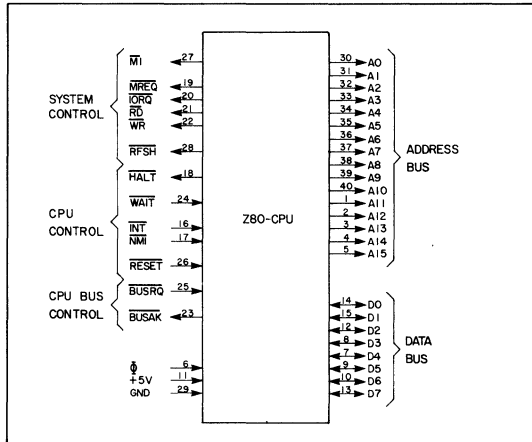 SYSTEM CONTROL
M1 27
MREQ 19
IORQ 20
RD 21
WR 22
RFSH 28
CPU CONTROL
HALT 18
WAIT 24
INT 16
NMI 17
RESET 26
CPU BUS CONTROL
BUSRQ 25
BUSAK 23
Φ 6
+5V 11
GND 29
Z80-CPU
30 A0
31 A1
32 A2
33 A3
34 A4
35 A5
36 A6
37 A7
38 A8
39 A9
40 A10
1 A11
2 A12
3 A13
4 A14
5 A15
ADDRESS BUS
14 D0
15 D1
12 D2
8 D3
7 D4
9 D5
10 D6
13 D7
DATA BUS